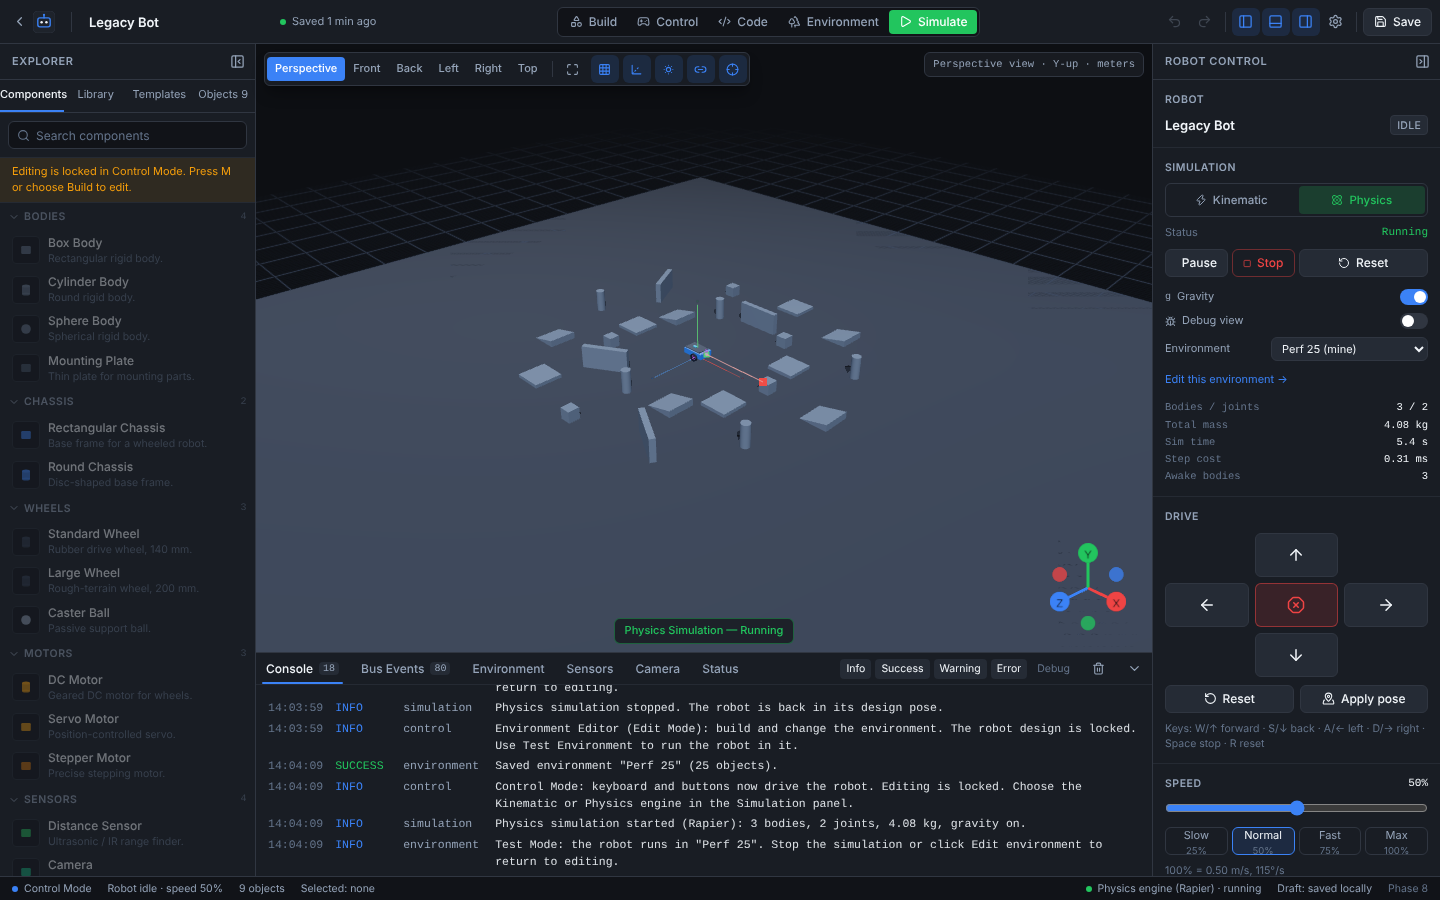 Legacy Bot
Saved 1 min ago
Build
Control
Code
Environment
Simulate
Save
EXPLORER
Components
Library
Templates
Objects 9
Search components
Editing is locked in Control Mode. Press M
or choose Build to edit.
BODIES 4
Box Body
Rectangular rigid body.
Cylinder Body
Round rigid body.
Sphere Body
Spherical rigid body.
Mounting Plate
Thin plate for mounting parts.
CHASSIS 2
Rectangular Chassis
Base frame for a wheeled robot.
Round Chassis
Disc-shaped base frame.
WHEELS 3
Standard Wheel
Rubber drive wheel, 140 mm.
Large Wheel
Rough-terrain wheel, 200 mm.
Caster Ball
Passive support ball.
MOTORS 3
DC Motor
Geared DC motor for wheels.
Servo Motor
Position-controlled servo.
Stepper Motor
Precise stepping motor.
SENSORS 4
Distance Sensor
Ultrasonic / IR range finder.
Camera
Perspective
Front
Back
Left
Right
Top
Perspective view · Y-up · meters
Y
Z
X
Physics Simulation — Running
Console 18
Bus Events 80
Environment
Sensors
Camera
Status
Info
Success
Warning
Error
Debug
return to editing.
14:03:59 INFO simulation Physics simulation stopped. The robot is back in its design pose.
14:03:59 INFO control Environment Editor (Edit Mode): build and change the environment. The robot design is locked.
Use Test Environment to run the robot in it.
14:04:09 SUCCESS environment Saved environment "Perf 25" (25 objects).
14:04:09 INFO control Control Mode: keyboard and buttons now drive the robot. Editing is locked. Choose the
Kinematic or Physics engine in the Simulation panel.
14:04:09 INFO simulation Physics simulation started (Rapier): 3 bodies, 2 joints, 4.08 kg, gravity on.
14:04:09 INFO environment Test Mode: the robot runs in "Perf 25". Stop the simulation or click Edit environment to
return to editing.
ROBOT CONTROL
ROBOT
Legacy Bot IDLE
SIMULATION
Kinematic
Physics
Status Running
Pause
Stop
Reset
g Gravity
Debug view
Environment Perf 25 (mine)
Edit this environment →
Bodies / joints 3 / 2
Total mass 4.08 kg
Sim time 5.4 s
Step cost 0.31 ms
Awake bodies 3
DRIVE
Reset
Apply pose
Keys: W/↑ forward · S/↓ back · A/← left · D/→ right ·
Space stop · R reset
SPEED 50%
Slow
25%
Normal
50%
Fast
75%
Max
100%
100% = 0.50 m/s, 115°/s
Control Mode
Robot idle · speed 50%
9 objects
Selected: none
Physics engine (Rapier) · running
Draft: saved locally
Phase 8